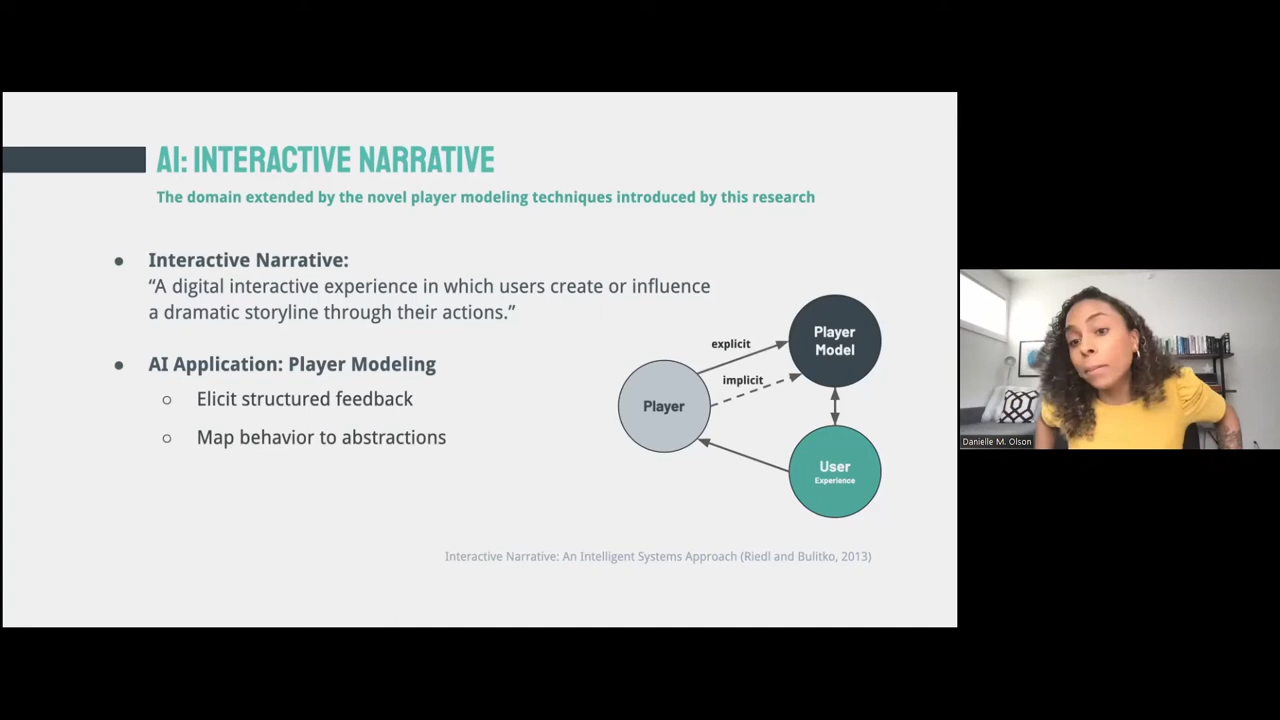 AI: INTERACTIVE NARRATIVE
The domain extended by the novel player modeling techniques introduced by this research
● Interactive Narrative:
“A digital interactive experience in which users create or influence
a dramatic storyline through their actions.”
● AI Application: Player Modeling
○ Elicit structured feedback
○ Map behavior to abstractions
explicit
implicit
Player
Player
Model
User
Experience
Interactive Narrative: An Intelligent Systems Approach (Riedl and Bulitko, 2013)
Danielle M. Olson